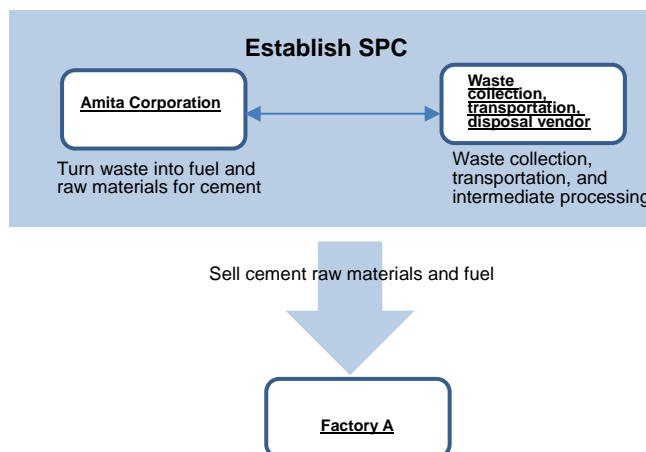 Establish SPC
Amita Corporation
Waste
collection,
transportation,
disposal vendor
Turn waste into fuel and
raw materials for cement
Waste collection,
transportation, and
intermediate processing
Sell cement raw materials and fuel
Factory A